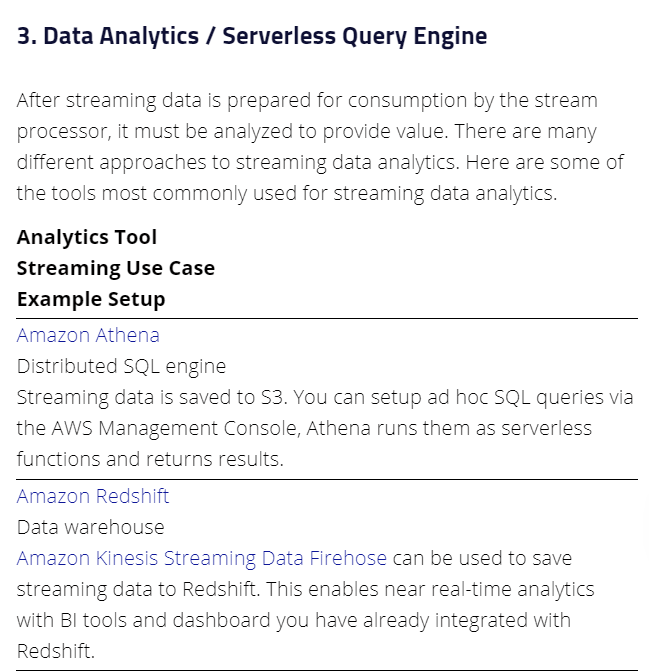 3. Data Analytics / Serverless Query Engine
After streaming data is prepared for consumption by the stream
processor, it must be analyzed to provide value. There are many
different approaches to streaming data analytics. Here are some of
the tools most commonly used for streaming data analytics.
Analytics Tool
Streaming Use Case
Example Setup
Amazon Athena
Distributed SQL engine
Streaming data is saved to S3. You can setup ad hoc SQL queries via
the AWS Management Console, Athena runs them as serverless
functions and returns results.
Amazon Redshift
Data warehouse
Amazon Kinesis Streaming Data Firehose can be used to save
streaming data to Redshift. This enables near real-time analytics
with BI tools and dashboard you have already integrated with
Redshift.